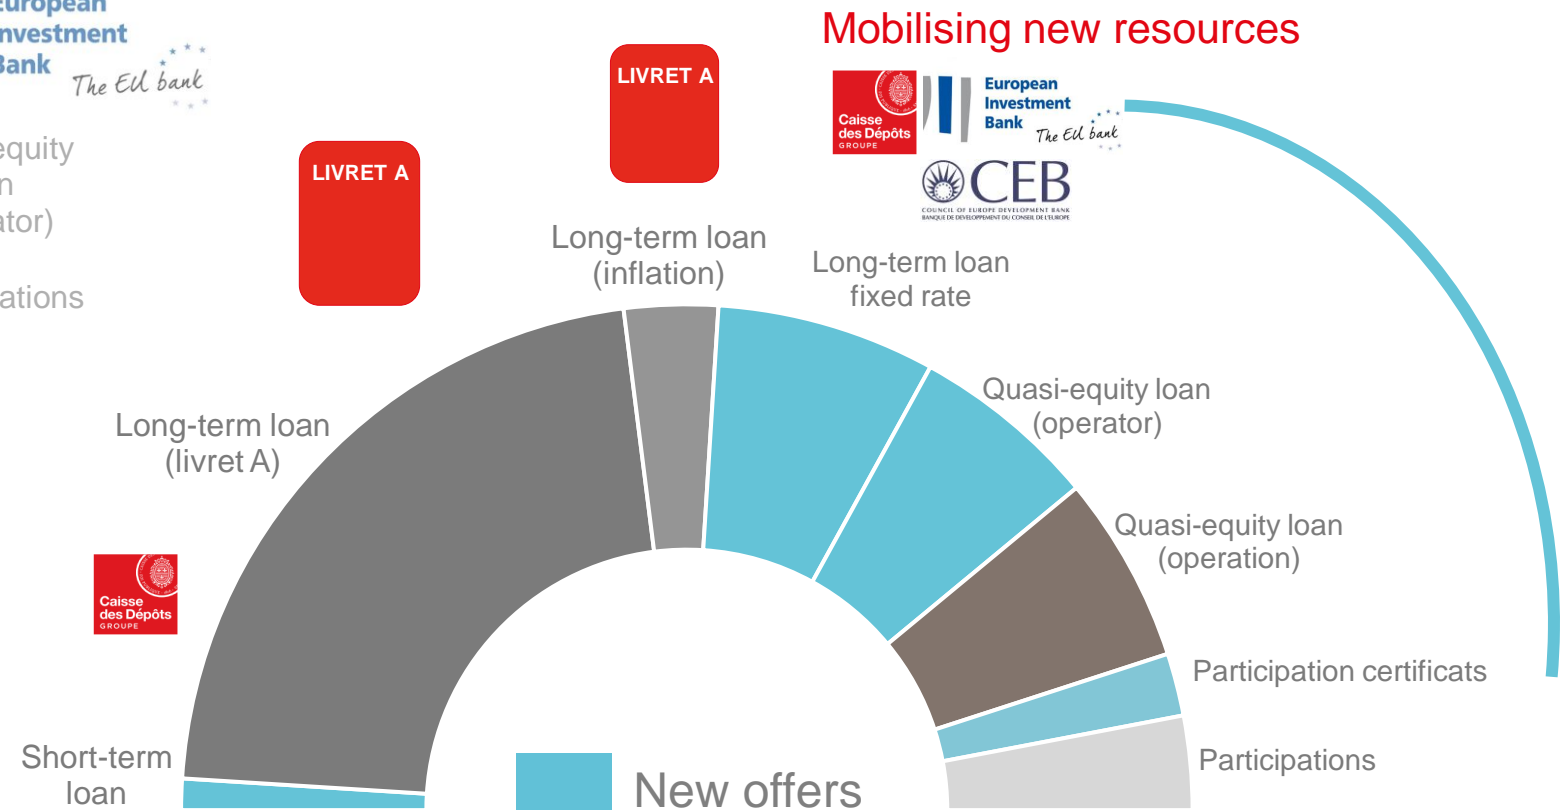 European
Investment
Bank
The EU bank
equity
ator)
ations
Mobilising new resources
Caisse
des Dépôts
GROUPE
European
Investment
Bank
The EU bank
CEB
COUNCIL OF EUROPE DEVELOPMENT BANK
BANQUE DE DÉVELOPPEMENT DU CONSEIL DE L'EUROPE
LIVRET A
LIVRET A
Long-term loan
(inflation)
Long-term loan
fixed rate
Quasi-equity loan
(operator)
Long-term loan
(livret A)
Quasi-equity loan
(operation)
Caisse
des Dépôts
GROUPE
Participation certificats
Short-term
loan
Participations
New offers